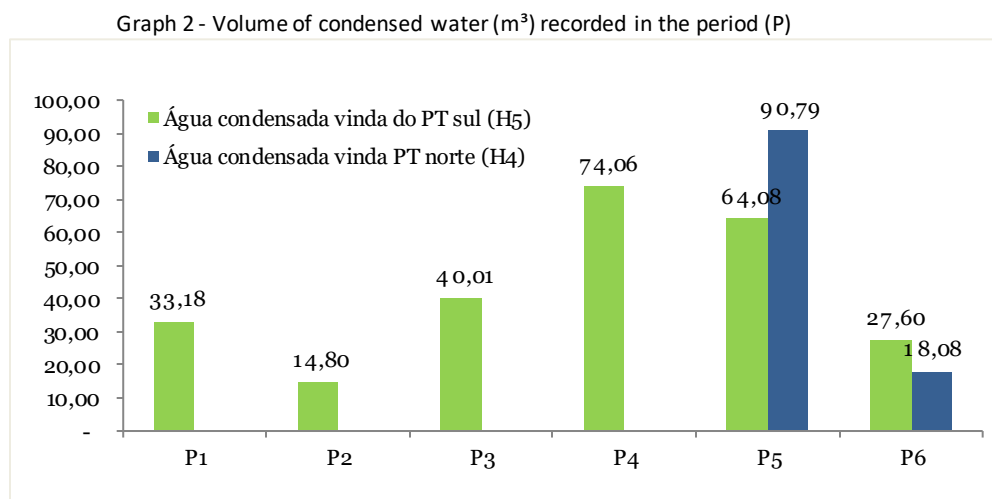 Graph 2 - Volume of condensed water (m³) recorded in the period (P)
100,00
90,00
80,00
70,00
60,00
50,00
40,00
30,00
20,00
10,00
-
Água condensada vinda do PT sul (H5)
Água condensada vinda PT norte (H4)
33,18
14,80
40,01
74,06
64,08
90,79
27,60
18,08
P1
P2
P3
P4
P5
P6